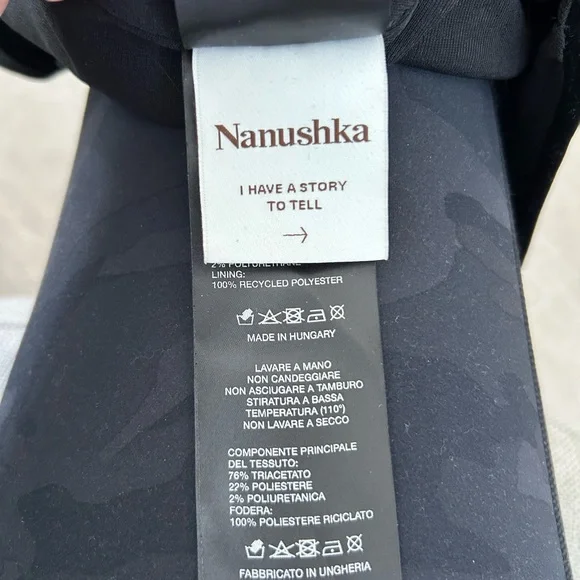 Nanushka
I HAVE A STORY
TO TELL
2% POLYURETHANE
LINING:
100% RECYCLED POLYESTER
MADE IN HUNGARY
LAVARE A MANO
NON CANDEGGIARE
NON ASCIUGARE A TAMBURO
STIRATURA A BASSA
TEMPERATURA (110°)
NON LAVARE A SECCO
COMPONENTE PRINCIPALE
DEL TESSUTO:
76% TRIACETATO
22% POLIESTERE
2% POLIURETANICA
FODERA:
100% POLIESTERE RICICLATO
FABBRICATO IN UNGHERIA